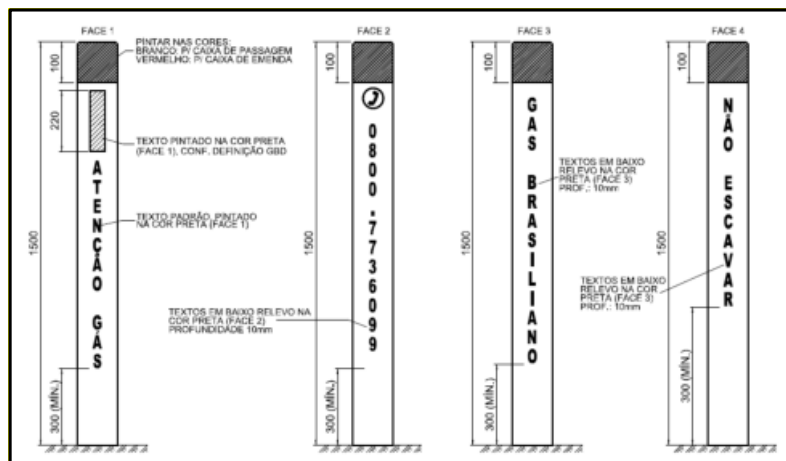 FACE 1
PINTAR NAS CORES:
BRANCO: P/ CAIXA DE PASSAGEM
VERMELHO: P/ CAIXA DE EMENDA
100
220
1500
300 (MÍN.)
TEXTO PINTADO NA COR PRETA
(FACE 1), CONF. DEFINIÇÃO GBD
ATENÇÃO GÁS
TEXTO PADRÃO, PINTADO
NA COR PRETA (FACE 1)
FACE 2
100
1500
300 (MÍN.)
0800.7736099
TEXTOS EM BAIXO RELEVO NA
COR PRETA (FACE 2)
PROFUNDIDADE 10mm
FACE 3
100
1500
300 (MÍN.)
GAS BRASILIANO
TEXTOS EM BAIXO
RELEVO NA COR
PRETA (FACE 3)
PROF.: 10mm
FACE 4
100
1500
300 (MÍN.)
NÃO ESCAVAR
TEXTOS EM BAIXO
RELEVO NA COR
PRETA (FACE 3)
PROF.: 10mm